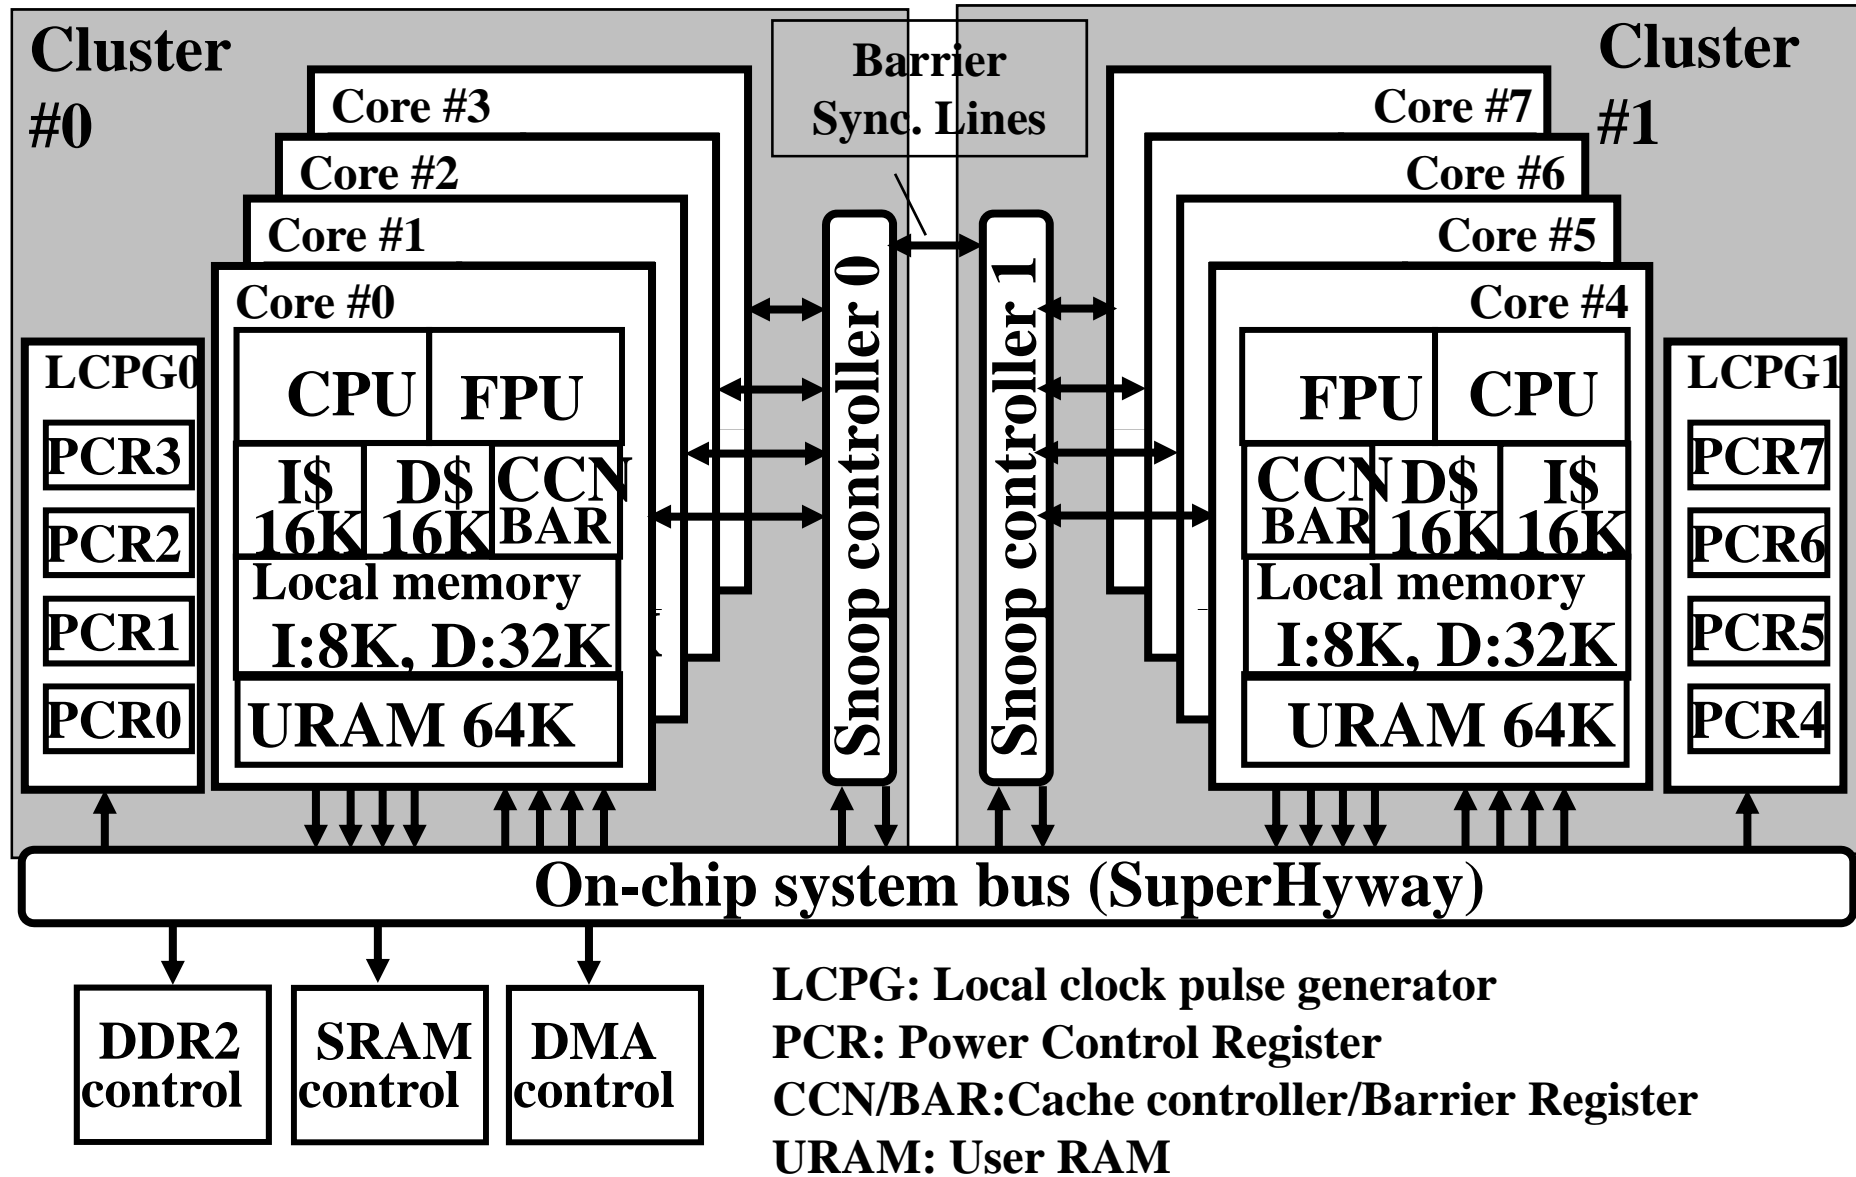 Cluster
#0
Core #3
Core #2
Core #1
Core #0
CPU FPU
I$ D$ CCN
16K 16K BAR
Local memory
I:8K, D:32K
URAM 64K
LCPG0
PCR3
PCR2
PCR1
PCR0
Snoop controller 0
Barrier
Sync. Lines
Snoop controller 1
Cluster
#1
Core #7
Core #6
Core #5
Core #4
FPU CPU
CCN D$ I$
BAR 16K 16K
Local memory
I:8K, D:32K
URAM 64K
LCPG1
PCR7
PCR6
PCR5
PCR4
On-chip system bus (SuperHyway)
DDR2
control
SRAM
control
DMA
control
LCPG: Local clock pulse generator
PCR: Power Control Register
CCN/BAR:Cache controller/Barrier Register
URAM: User RAM